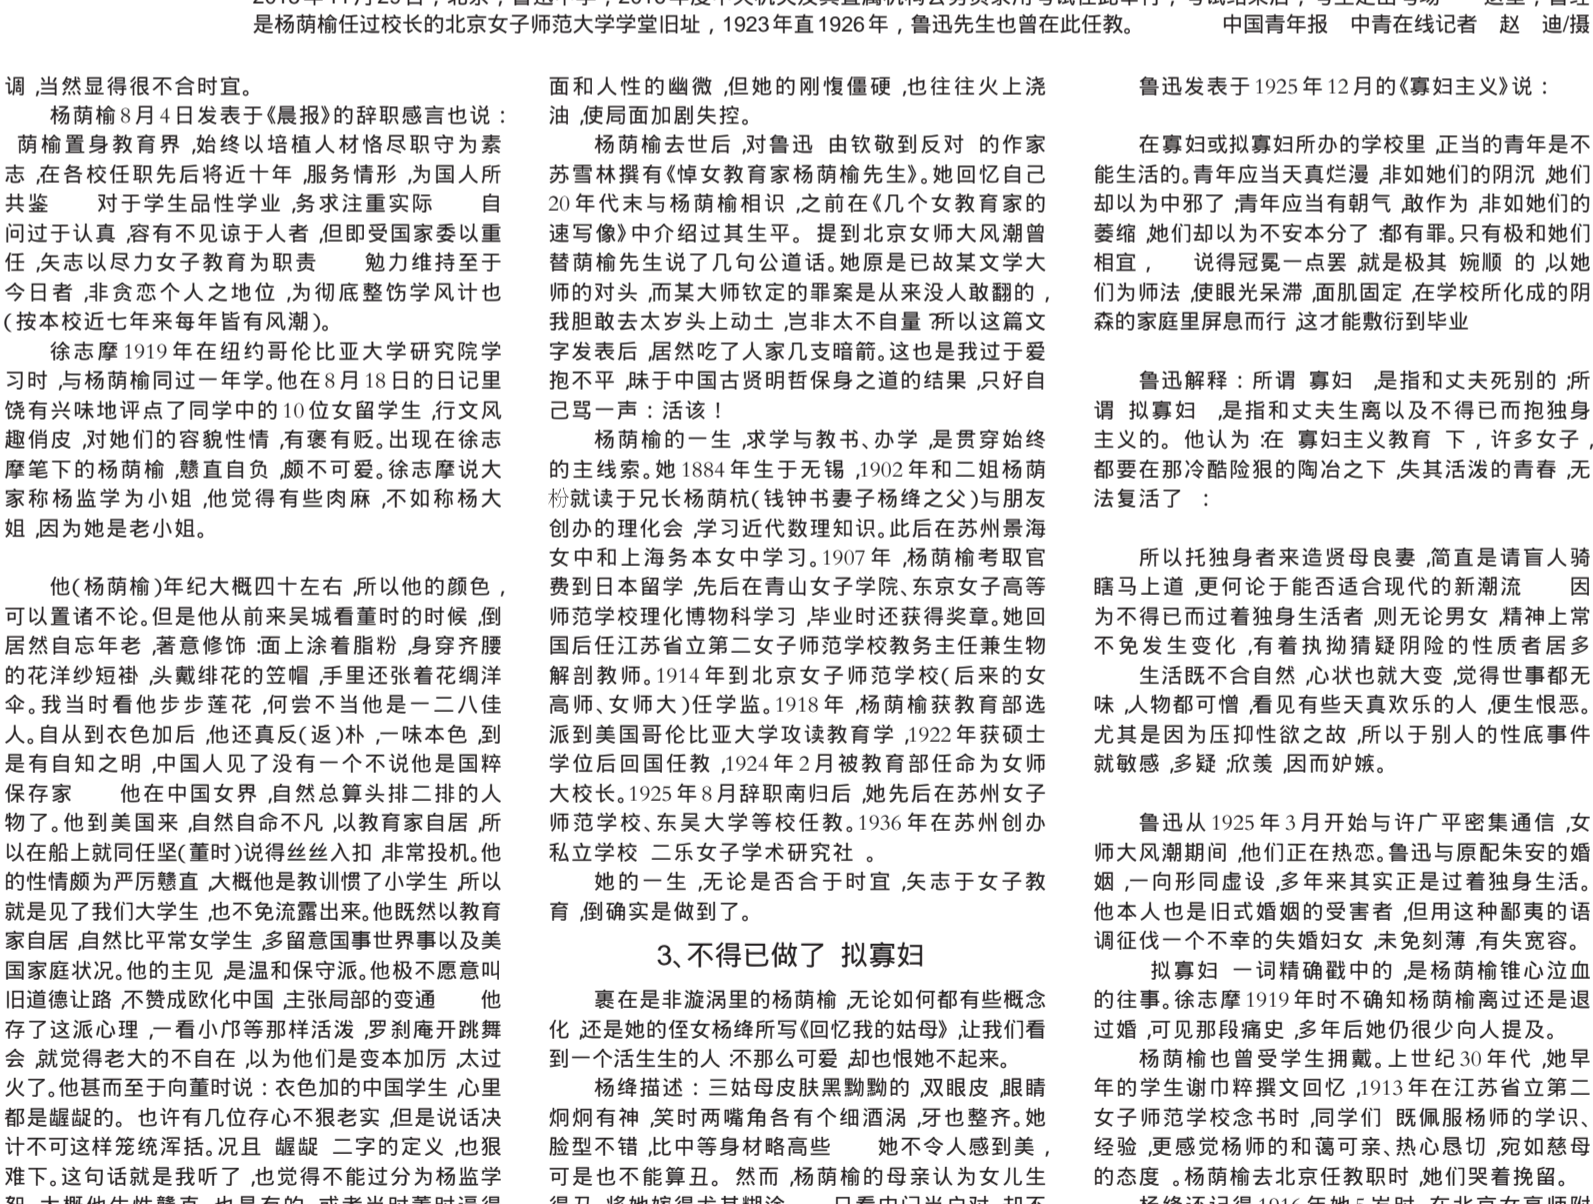 是杨荫榆任过校长的北京女子师范大学学堂旧址，1923年直1926年，鲁迅先生也曾在此任教。 中国青年报 中青在线记者 赵 迪/摄
调,当然显得很不合时宜。
杨荫榆8月4日发表于《晨报》的辞职感言也说：
荫榆置身教育界,始终以培植人材恪尽职守为素
志,在各校任职先后将近十年,服务情形,为国人所
共鉴 对于学生品性学业,务求注重实际 自
问过于认真,容有不见谅于人者,但即受国家委以重
任,矢志以尽力女子教育为职责 勉力维持至于
今日者,非贪恋个人之地位,为彻底整饬学风计也
(按本校近七年来每年皆有风潮)。
徐志摩1919年在纽约哥伦比亚大学研究院学
习时,与杨荫榆同过一年学。他在8月18日的日记里
饶有兴味地评点了同学中的10位女留学生,行文风
趣俏皮,对她们的容貌性情,有褒有贬。出现在徐志
摩笔下的杨荫榆,戆直自负,颇不可爱。徐志摩说大
家称杨监学为小姐,他觉得有些肉麻,不如称杨大
姐,因为她是老小姐。
他(杨荫榆)年纪大概四十左右,所以他的颜色，
可以置诸不论。但是他从前来吴城看董时的时候,倒
居然自忘年老,著意修饰:面上涂着脂粉,身穿齐腰
的花洋纱短褂,头戴绯花的笠帽,手里还张着花绸洋
伞。我当时看他步步莲花,何尝不当他是一二八佳
人。自从到衣色加后,他还真反(返)朴,一味本色,到
是有自知之明,中国人见了没有一个不说他是国粹
保存家 他在中国女界,自然总算头排二排的人
物了。他到美国来,自然自命不凡,以教育家自居,所
以在船上就同任坚(董时)说得丝丝入扣,非常投机。他
的性情颇为严厉戆直,大概他是教训惯了小学生,所以
就是见了我们大学生,也不免流露出来。他既然以教育
家自居,自然比平常女学生,多留意国事世界事以及美
国家庭状况。他的主见,是温和保守派。他极不愿意叫
旧道德让路,不赞成欧化中国,主张局部的变通 他
存了这派心理,一看小邝等那样活泼,罗刹庵开跳舞
会,就觉得老大的不自在,以为他们是变本加厉,太过
火了。他甚而至于向董时说：衣色加的中国学生,心里
都是龌龊的。也许有几位存心不狠老实,但是说话决
计不可这样笼统浑括。况且 龌龊 二字的定义,也狠
难下。这句话就是我听了,也觉得不能过分为杨监学
面和人性的幽微,但她的刚愎僵硬,也往往火上浇
油,使局面加剧失控。
杨荫榆去世后,对鲁迅 由钦敬到反对 的作家
苏雪林撰有《悼女教育家杨荫榆先生》。她回忆自己
20年代末与杨荫榆相识,之前在《几个女教育家的
速写像》中介绍过其生平。提到北京女师大风潮曾
替荫榆先生说了几句公道话。她原是已故某文学大
师的对头,而某大师钦定的罪案是从来没人敢翻的，
我胆敢去太岁头上动土,岂非太不自量?所以这篇文
字发表后,居然吃了人家几支暗箭。这也是我过于爱
抱不平,昧于中国古贤明哲保身之道的结果,只好自
己骂一声：活该！
杨荫榆的一生,求学与教书、办学,是贯穿始终
的主线索。她1884年生于无锡,1902年和二姐杨荫
枌就读于兄长杨荫杭(钱钟书妻子杨绛之父)与朋友
创办的理化会,学习近代数理知识。此后在苏州景海
女中和上海务本女中学习。1907年,杨荫榆考取官
费到日本留学,先后在青山女子学院、东京女子高等
师范学校理化博物科学习,毕业时还获得奖章。她回
国后任江苏省立第二女子师范学校教务主任兼生物
解剖教师。1914年到北京女子师范学校(后来的女
高师、女师大)任学监。1918年,杨荫榆获教育部选
派到美国哥伦比亚大学攻读教育学,1922年获硕士
学位后回国任教,1924年2月被教育部任命为女师
大校长。1925年8月辞职南归后,她先后在苏州女子
师范学校、东吴大学等校任教。1936年在苏州创办
私立学校 二乐女子学术研究社 。
她的一生,无论是否合于时宜,矢志于女子教
育,倒确实是做到了。
3、不得已做了 拟寡妇
裹在是非漩涡里的杨荫榆,无论如何都有些概念
化,还是她的侄女杨绛所写《回忆我的姑母》,让我们看
到一个活生生的人:不那么可爱,却也恨她不起来。
杨绛描述：三姑母皮肤黑黝黝的,双眼皮,眼睛
炯炯有神,笑时两嘴角各有个细酒涡,牙也整齐。她
脸型不错,比中等身材略高些 她不令人感到美，
可是也不能算丑。然而,杨荫榆的母亲认为女儿生
鲁迅发表于1925年12月的《寡妇主义》说：
在寡妇或拟寡妇所办的学校里,正当的青年是不
能生活的。青年应当天真烂漫,非如她们的阴沉,她们
却以为中邪了;青年应当有朝气,敢作为,非如她们的
萎缩,她们却以为不安本分了:都有罪。只有极和她们
相宜， 说得冠冕一点罢,就是极其 婉顺 的,以她
们为师法,使眼光呆滞,面肌固定,在学校所化成的阴
森的家庭里屏息而行,这才能敷衍到毕业
鲁迅解释：所谓 寡妇 ,是指和丈夫死别的;所
谓 拟寡妇 ,是指和丈夫生离以及不得已而抱独身
主义的。他认为:在 寡妇主义教育 下，许多女子，
都要在那冷酷险狠的陶冶之下,失其活泼的青春,无
法复活了 ：
所以托独身者来造贤母良妻,简直是请盲人骑
瞎马上道,更何论于能否适合现代的新潮流 因
为不得已而过着独身生活者,则无论男女,精神上常
不免发生变化,有着执拗猜疑阴险的性质者居多
生活既不合自然,心状也就大变,觉得世事都无
味,人物都可憎,看见有些天真欢乐的人,便生恨恶。
尤其是因为压抑性欲之故,所以于别人的性底事件
就敏感,多疑;欣羡,因而妒嫉。
鲁迅从1925年3月开始与许广平密集通信,女
师大风潮期间,他们正在热恋。鲁迅与原配朱安的婚
姻,一向形同虚设,多年来其实正是过着独身生活。
他本人也是旧式婚姻的受害者,但用这种鄙夷的语
调征伐一个不幸的失婚妇女,未免刻薄,有失宽容。
拟寡妇 一词精确戳中的,是杨荫榆锥心泣血
的往事。徐志摩1919年时不确知杨荫榆离过还是退
过婚,可见那段痛史,多年后她仍很少向人提及。
杨荫榆也曾受学生拥戴。上世纪30年代,她早
年的学生谢巾粹撰文回忆,1913年在江苏省立第二
女子师范学校念书时,同学们 既佩服杨师的学识、
经验,更感觉杨师的和蔼可亲、热心恳切,宛如慈母
的态度 。杨荫榆去北京任教职时,她们哭着挽留。